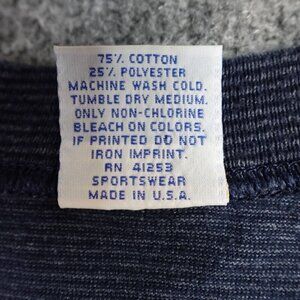 75% COTTON
25% POLYESTER
MACHINE WASH COLD.
TUMBLE DRY MEDIUM.
ONLY NON-CHLORINE
BLEACH ON COLORS.
IF PRINTED DO NOT
IRON IMPRINT.
RN 41253
SPORTSWEAR
MADE IN U.S.A.